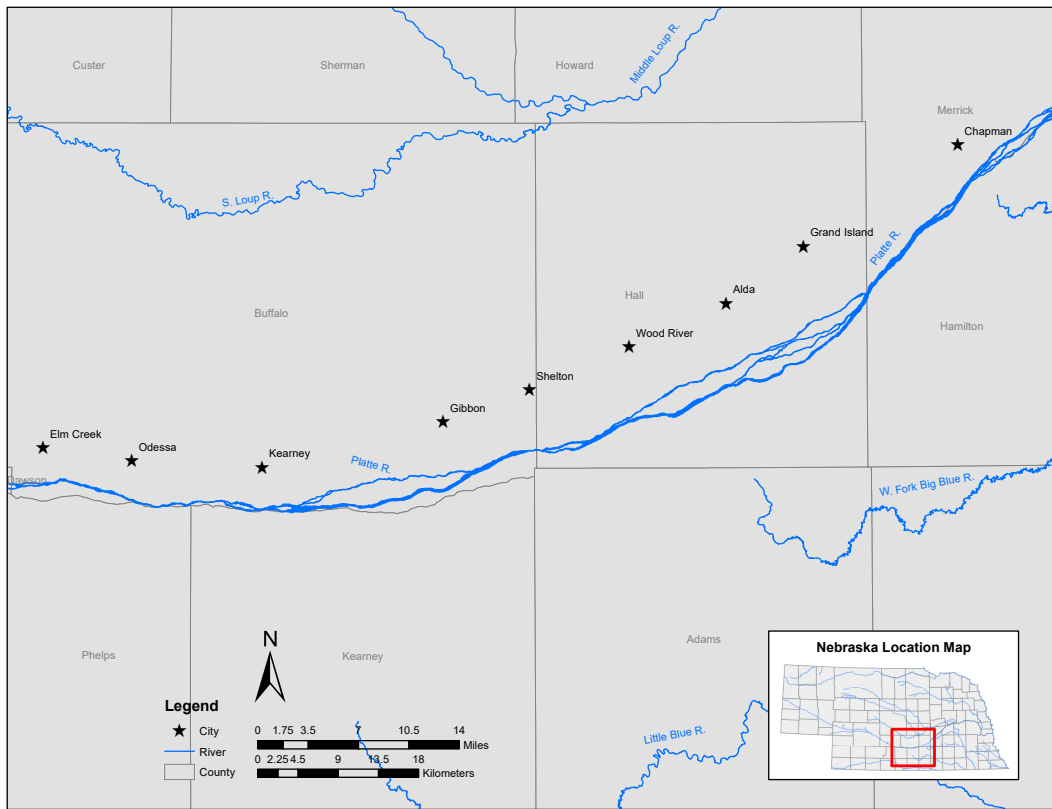 Custer
Sherman
Howard
Middle Loup R.
Merrick
Chapman
S. Loup R.
Grand Island
Platte R.
Alda
Hall
Buffalo
Hamilton
Wood River
Shelton
Gibbon
Elm Creek
Odessa
Kearney
Platte R.
Dawson
W. Fork Big Blue R.
Phelps
Kearney
Adams
Nebraska Location Map
N
Legend
City
River
County
0 1.75 3.5 7 10.5 14
Miles
0 2.25 4.5 9 13.5 18
Kilometers
Little Blue R.